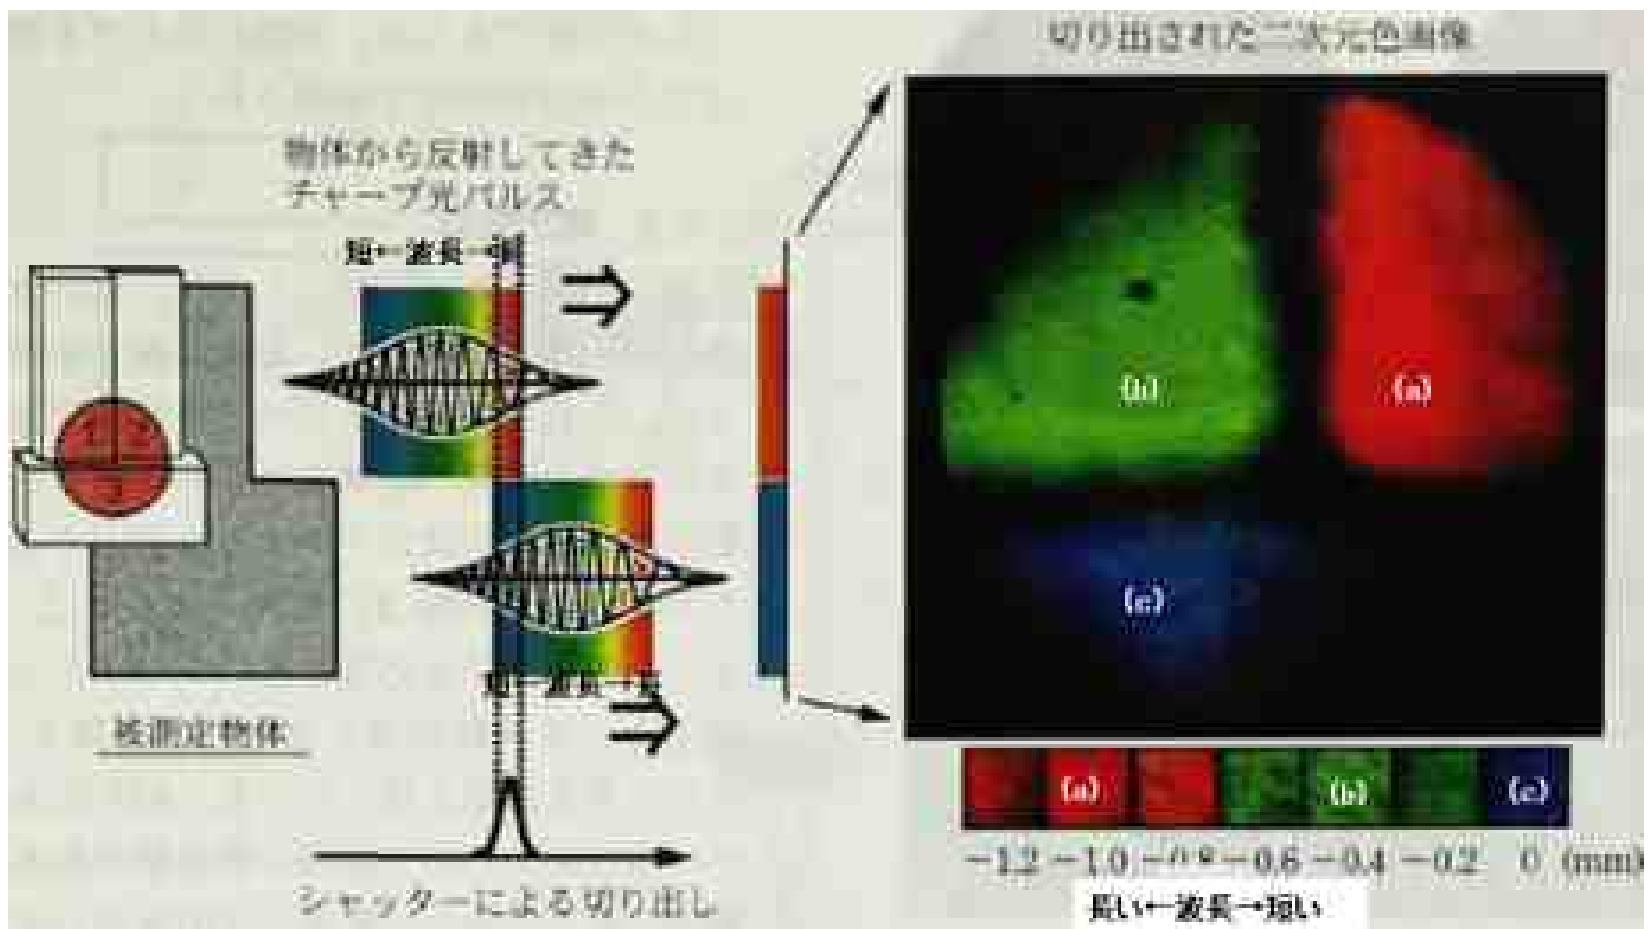 切り出された二次元色画像
物体から反射してきた
チャープ光パルス
短←波長→長
1 2
3
(b)
(a)
(c)
短←波長→長
被測定物体
(a)
(b)
(c)
−1.2 −1.0 −0.8 −0.6 −0.4 −0.2 0 (mm)
シャッターによる切り出し
長い←波長→短い